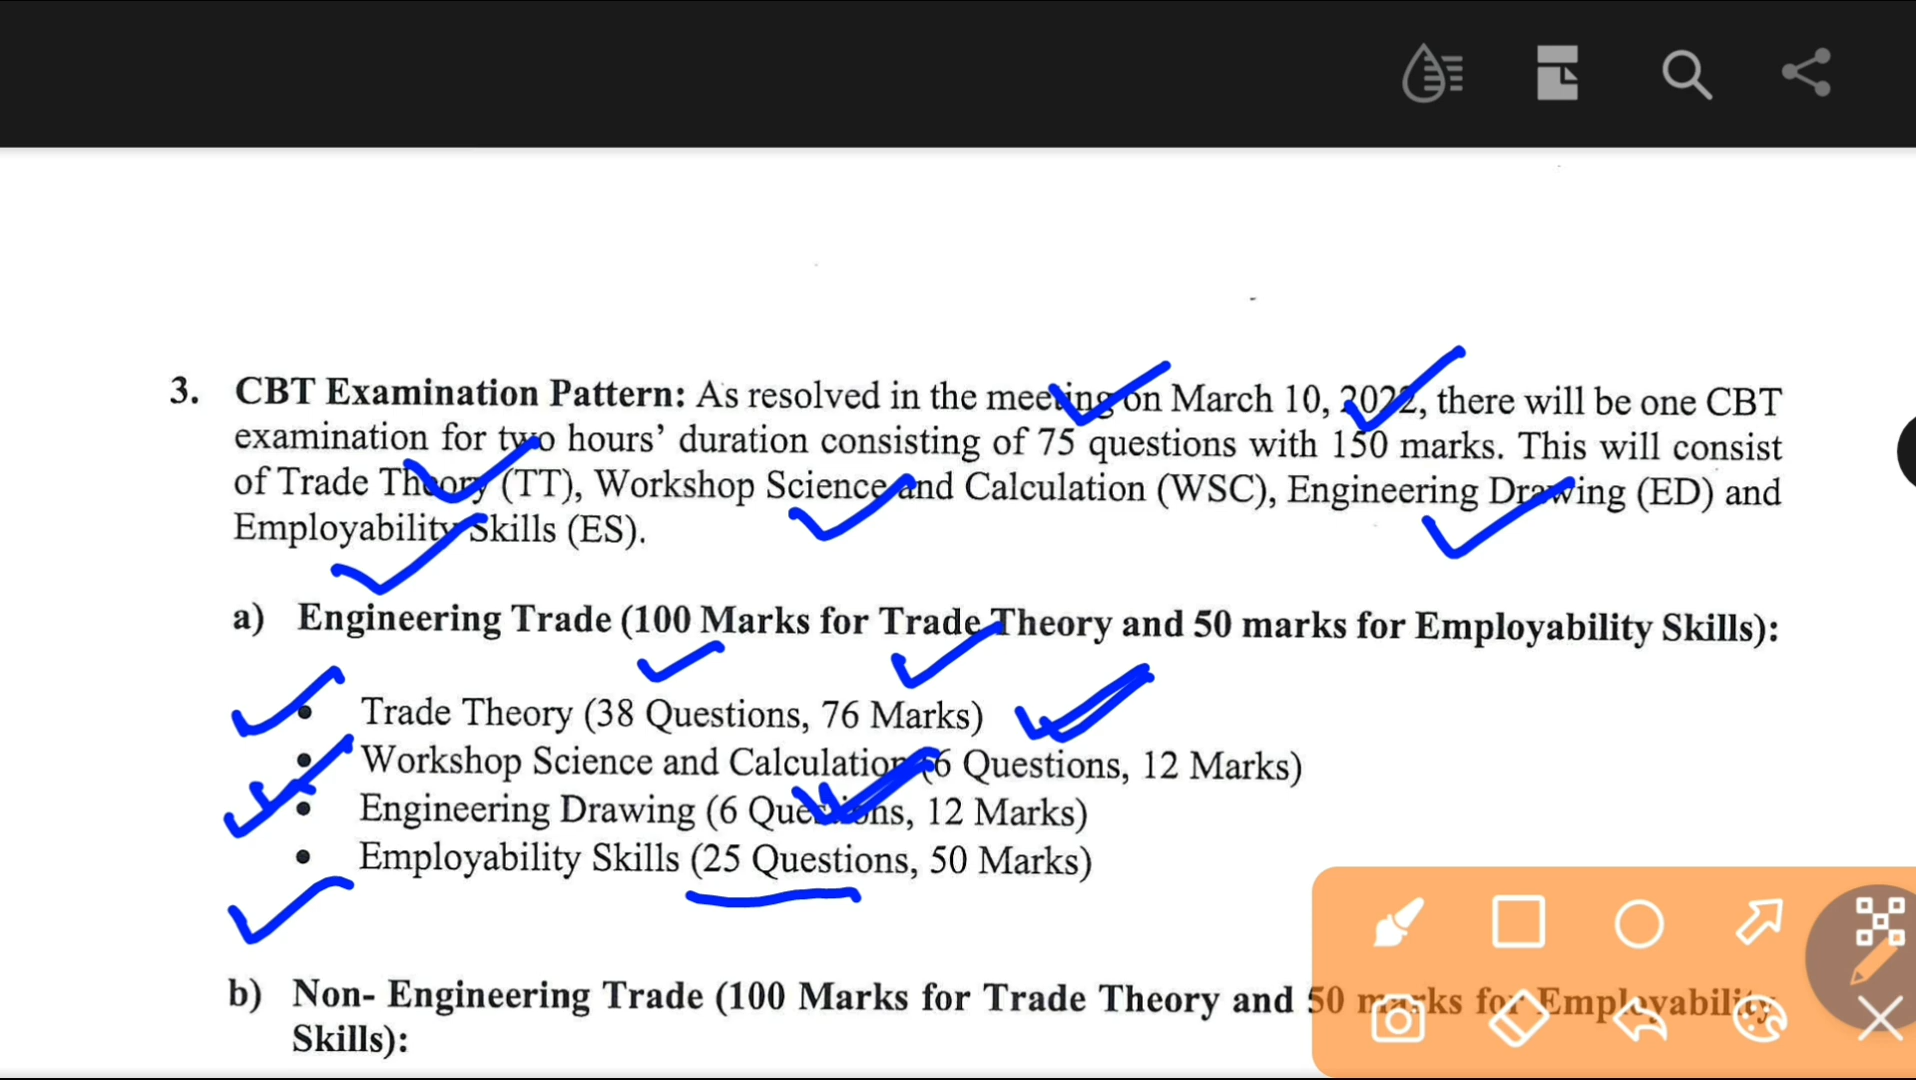 3. CBT Examination Pattern: As resolved in the meeting on March 10, 2022, there will be one CBT
examination for two hours' duration consisting of 75 questions with 150 marks. This will consist
of Trade Theory (TT), Workshop Science and Calculation (WSC), Engineering Drawing (ED) and
Employability Skills (ES).
a) Engineering Trade (100 Marks for Trade Theory and 50 marks for Employability Skills):
• Trade Theory (38 Questions, 76 Marks)
• Workshop Science and Calculation (6 Questions, 12 Marks)
• Engineering Drawing (6 Questions, 12 Marks)
• Employability Skills (25 Questions, 50 Marks)
b) Non- Engineering Trade (100 Marks for Trade Theory and 50 marks for Employability
Skills):